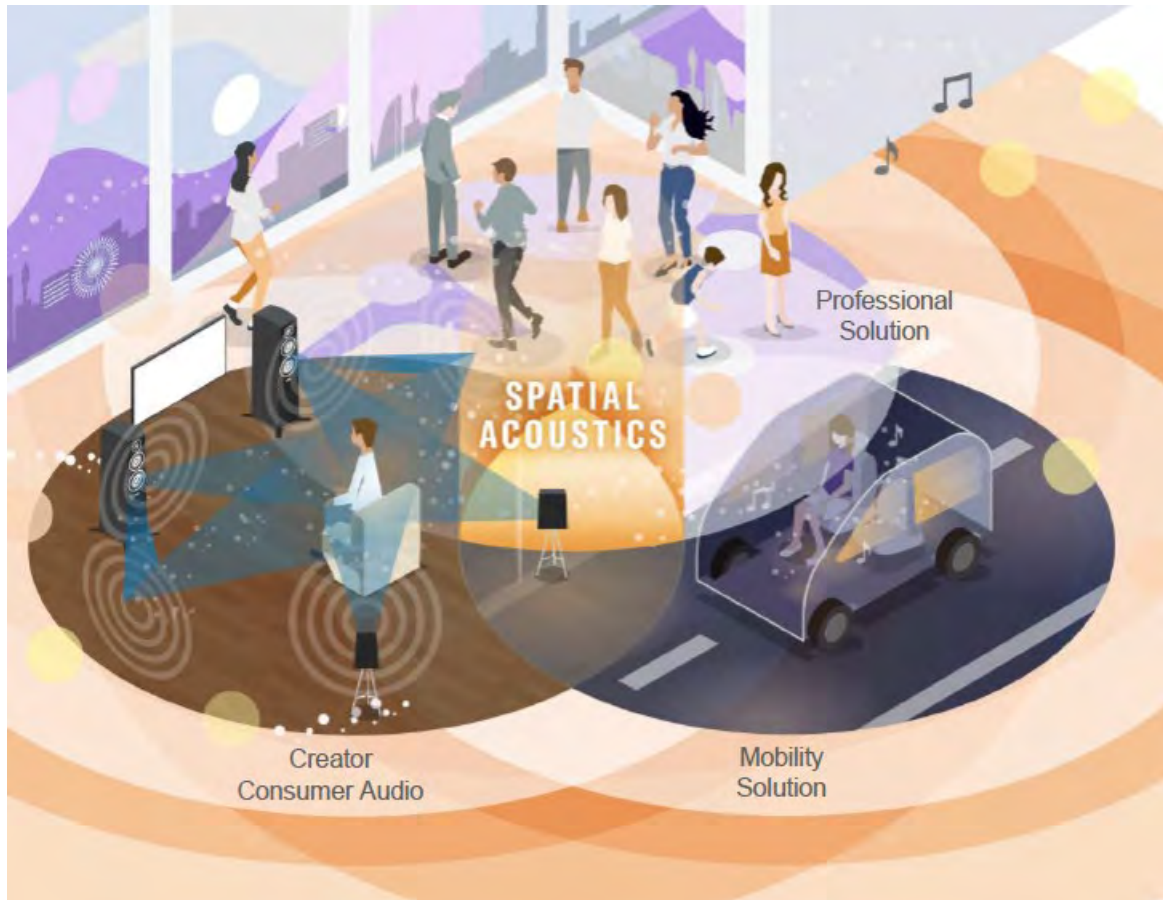 Professional
Solution
SPATIAL
ACOUSTICS
Creator
Consumer Audio
Mobility
Solution